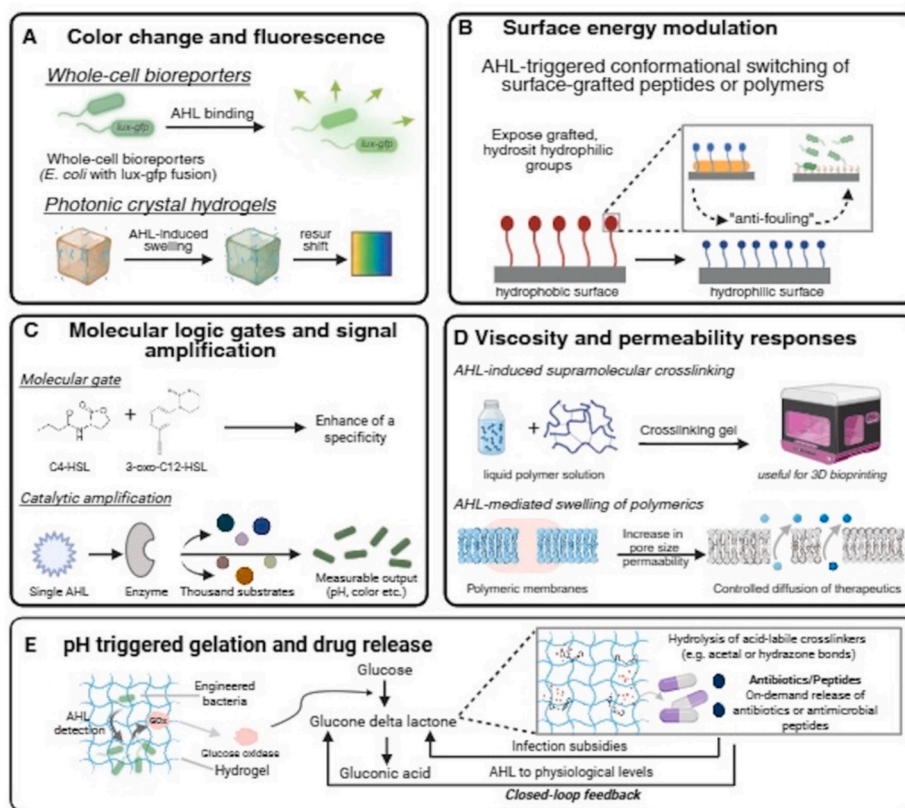 A Color change and fluorescence
Whole-cell bioreporters
AHL binding
lux-gfp
lux-gfp
Whole-cell bioreporters
(E. coli with lux-gfp fusion)
Photonic crystal hydrogels
AHL-Induced
swelling
resur
shift
B Surface energy modulation
AHL-triggered conformational switching of
surface-grafted peptides or polymers
Expose grafted,
hydrosit hydrophilic
groups
"anti-fouling"
hydrophobic surface
hydrophilic surface
C Molecular logic gates and signal
amplification
Molecular gate
+
C4-HSL
3-oxo-C12-HSL
Enhance of a
specificity
Catalytic amplification
Single AHL
Enzyme
Thousand substrates
Measurable output
(pH, color etc.)
D Viscosity and permeability responses
AHL-induced supramolecular crosslinking
+
Crosslinking gel
liquid polymer solution
useful for 3D bioprinting
AHL-mediated swelling of polymerics
Increase in
pore size
permaability
Polymeric membranes
Controlled diffusion of therapeutics
E pH triggered gelation and drug release
Engineered
bacteria
AHL
detection
GOx
Glucose oxidase
Hydrogel
Glucose
Glucone delta lactone
Gluconic acid
Hydrolysis of acid-labile crosslinkers
(e.g. acetal or hydrazone bonds)
Antibiotics/Peptides
On-demand release of
antibiotics or antimicrobial
peptides
Infection subsidies
AHL to physiological levels
Closed-loop feedback